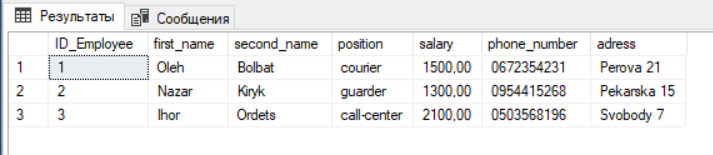 Результаты Сообщения
ID_Employee first_name second_name position salary phone_number adress
1 1 Oleh Bolbat courier 1500,00 0672354231 Perova 21
2 2 Nazar Kiryk guarder 1300,00 0954415268 Pekarska 15
3 3 Ihor Ordets call-center 2100,00 0503568196 Svobody 7